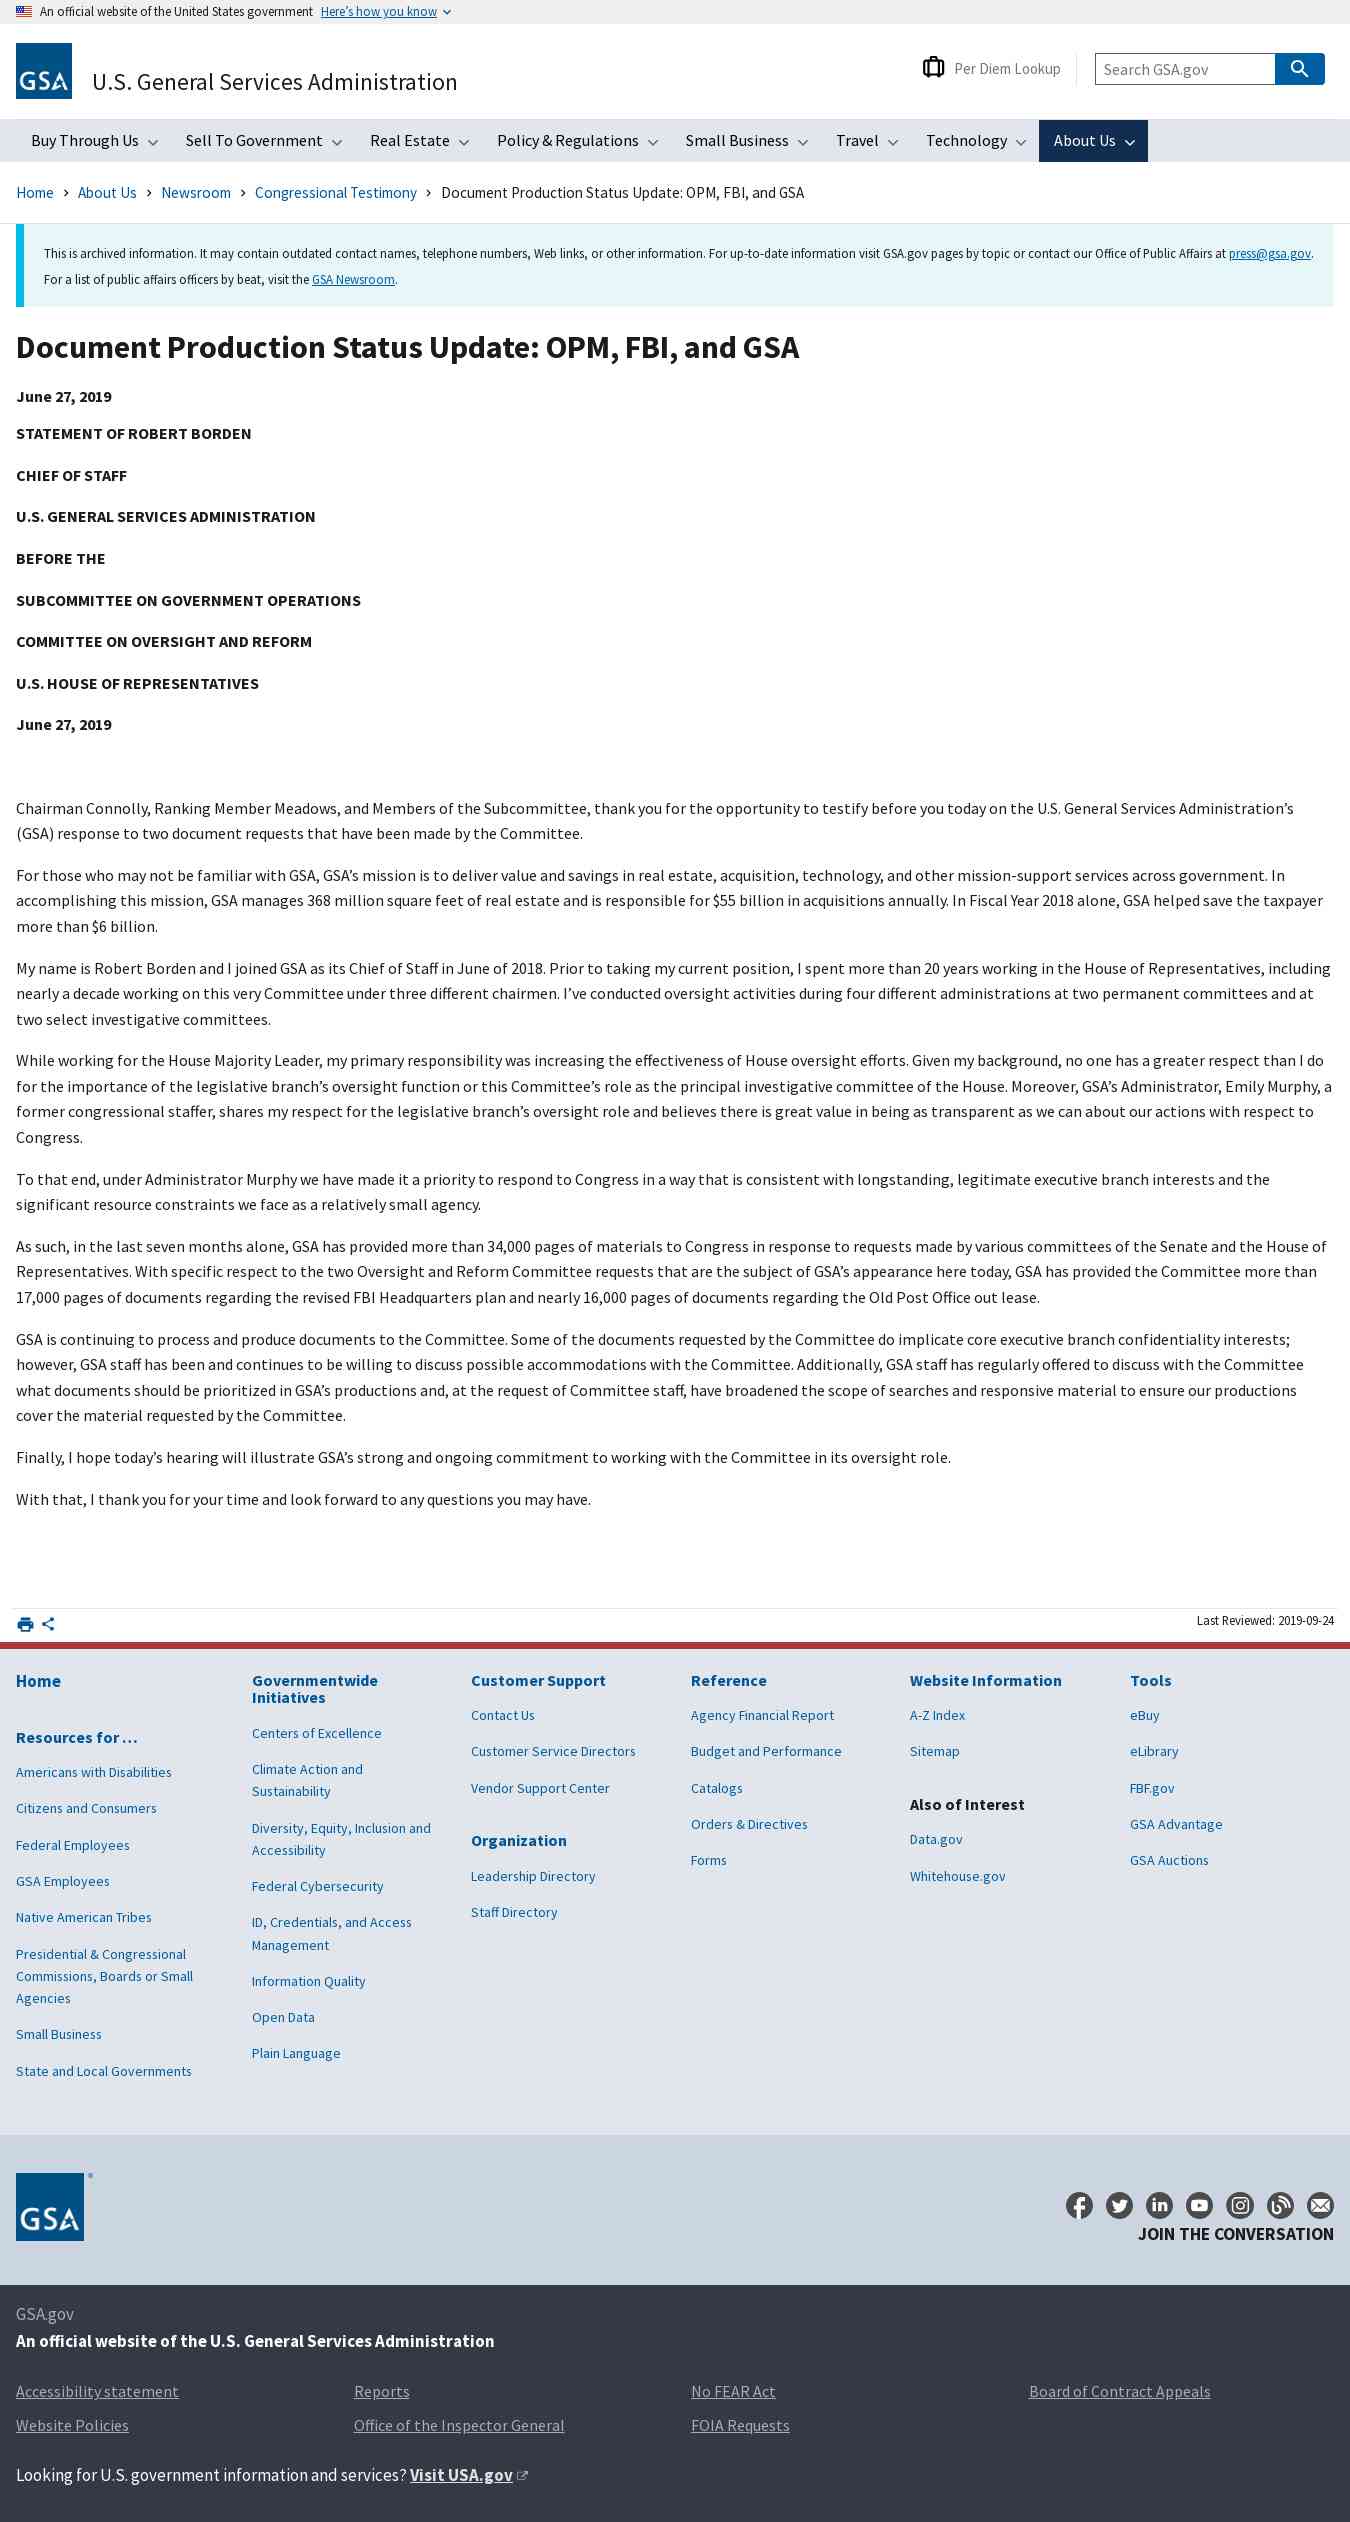 An official website of the United States government Here's how you know
GSA
U.S. General Services Administration
Per Diem Lookup
Search GSA.gov
Buy Through Us
Sell To Government
Real Estate
Policy & Regulations
Small Business
Travel
Technology
About Us
Home > About Us > Newsroom > Congressional Testimony > Document Production Status Update: OPM, FBI, and GSA
This is archived information. It may contain outdated contact names, telephone numbers, Web links, or other information. For up-to-date information visit GSA.gov pages by topic or contact our Office of Public Affairs at press@gsa.gov.
For a list of public affairs officers by beat, visit the GSA Newsroom.
Document Production Status Update: OPM, FBI, and GSA
June 27, 2019
STATEMENT OF ROBERT BORDEN
CHIEF OF STAFF
U.S. GENERAL SERVICES ADMINISTRATION
BEFORE THE
SUBCOMMITTEE ON GOVERNMENT OPERATIONS
COMMITTEE ON OVERSIGHT AND REFORM
U.S. HOUSE OF REPRESENTATIVES
June 27, 2019
Chairman Connolly, Ranking Member Meadows, and Members of the Subcommittee, thank you for the opportunity to testify before you today on the U.S. General Services Administration’s
(GSA) response to two document requests that have been made by the Committee.
For those who may not be familiar with GSA, GSA’s mission is to deliver value and savings in real estate, acquisition, technology, and other mission-support services across government. In
accomplishing this mission, GSA manages 368 million square feet of real estate and is responsible for $55 billion in acquisitions annually. In Fiscal Year 2018 alone, GSA helped save the taxpayer
more than $6 billion.
My name is Robert Borden and I joined GSA as its Chief of Staff in June of 2018. Prior to taking my current position, I spent more than 20 years working in the House of Representatives, including
nearly a decade working on this very Committee under three different chairmen. I’ve conducted oversight activities during four different administrations at two permanent committees and at
two select investigative committees.
While working for the House Majority Leader, my primary responsibility was increasing the effectiveness of House oversight efforts. Given my background, no one has a greater respect than I do
for the importance of the legislative branch’s oversight function or this Committee’s role as the principal investigative committee of the House. Moreover, GSA’s Administrator, Emily Murphy, a
former congressional staffer, shares my respect for the legislative branch’s oversight role and believes there is great value in being as transparent as we can about our actions with respect to
Congress.
To that end, under Administrator Murphy we have made it a priority to respond to Congress in a way that is consistent with longstanding, legitimate executive branch interests and the
significant resource constraints we face as a relatively small agency.
As such, in the last seven months alone, GSA has provided more than 34,000 pages of materials to Congress in response to requests made by various committees of the Senate and the House of
Representatives. With specific respect to the two Oversight and Reform Committee requests that are the subject of GSA’s appearance here today, GSA has provided the Committee more than
17,000 pages of documents regarding the revised FBI Headquarters plan and nearly 16,000 pages of documents regarding the Old Post Office out lease.
GSA is continuing to process and produce documents to the Committee. Some of the documents requested by the Committee do implicate core executive branch confidentiality interests;
however, GSA staff has been and continues to be willing to discuss possible accommodations with the Committee. Additionally, GSA staff has regularly offered to discuss with the Committee
what documents should be prioritized in GSA’s productions and, at the request of Committee staff, have broadened the scope of searches and responsive material to ensure our productions
cover the material requested by the Committee.
Finally, I hope today’s hearing will illustrate GSA’s strong and ongoing commitment to working with the Committee in its oversight role.
With that, I thank you for your time and look forward to any questions you may have.
Last Reviewed: 2019-09-24
Home
Resources for …
Americans with Disabilities
Citizens and Consumers
Federal Employees
GSA Employees
Native American Tribes
Presidential & Congressional
Commissions, Boards or Small
Agencies
Small Business
State and Local Governments
Governmentwide
Initiatives
Centers of Excellence
Climate Action and
Sustainability
Diversity, Equity, Inclusion and
Accessibility
Federal Cybersecurity
ID, Credentials, and Access
Management
Information Quality
Open Data
Plain Language
Customer Support
Contact Us
Customer Service Directors
Vendor Support Center
Organization
Leadership Directory
Staff Directory
Reference
Agency Financial Report
Budget and Performance
Catalogs
Orders & Directives
Forms
Website Information
A-Z Index
Sitemap
Also of Interest
Data.gov
Whitehouse.gov
Tools
eBuy
eLibrary
FBF.gov
GSA Advantage
GSA Auctions
GSA
JOIN THE CONVERSATION
GSA.gov
An official website of the U.S. General Services Administration
Accessibility statement
Reports
No FEAR Act
Board of Contract Appeals
Website Policies
Office of the Inspector General
FOIA Requests
Looking for U.S. government information and services? Visit USA.gov